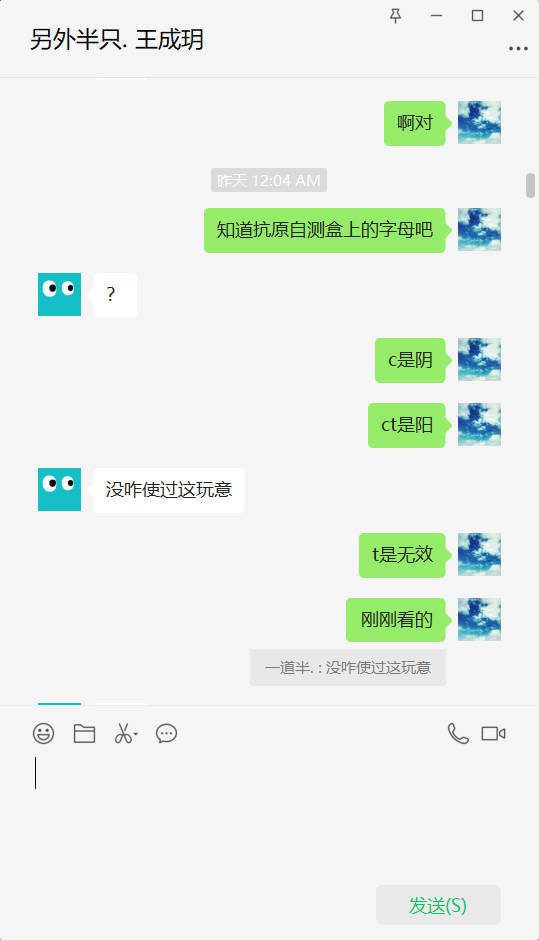 另外半只. 王成玥
啊对
昨天 12:04 AM
知道抗原自测盒上的字母吧
?
c是阴
ct是阳
没咋使过这玩意
t是无效
刚刚看的
一道半. : 没咋使过这玩意
发送(S)